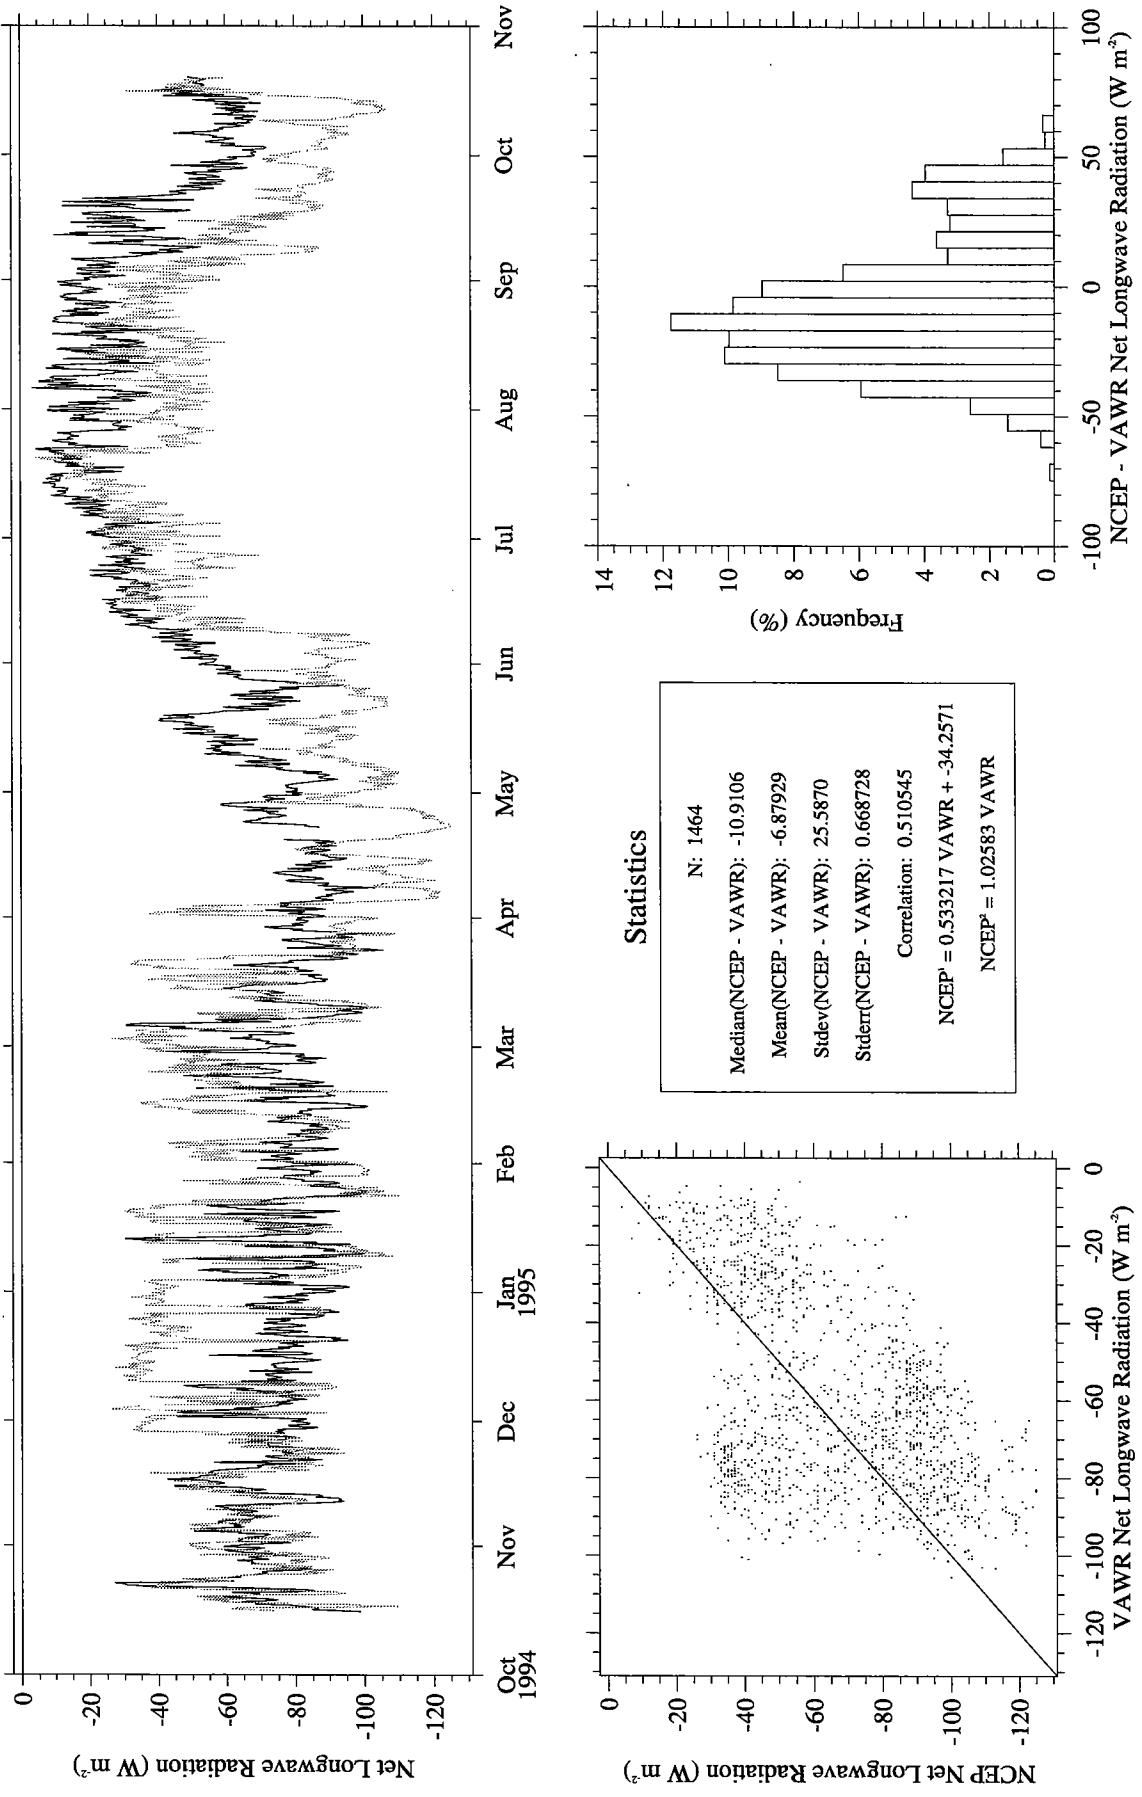 Net Longwave Radiation (W m⁻²)
0
-20
-40
-60
-80
-100
-120
Oct
1994
Nov
Dec
Jan
1995
Feb
Mar
Apr
May
Jun
Jul
Aug
Sep
Oct
Nov
NCEP Net Longwave Radiation (W m⁻²)
0
-20
-40
-60
-80
-100
-120
-120
-100
-80
-60
-40
-20
0
VAWR Net Longwave Radiation (W m⁻²)
Statistics
N: 1464
Median(NCEP - VAWR): -10.9106
Mean(NCEP - VAWR): -6.87929
Stdev(NCEP - VAWR): 25.5870
Stderr(NCEP - VAWR): 0.668728
Correlation: 0.510545
NCEP¹ = 0.533217 VAWR + -34.2571
NCEP² = 1.02583 VAWR
Frequency (%)
14
12
10
8
6
4
2
0
-100
-50
0
50
100
NCEP - VAWR Net Longwave Radiation (W m⁻²)